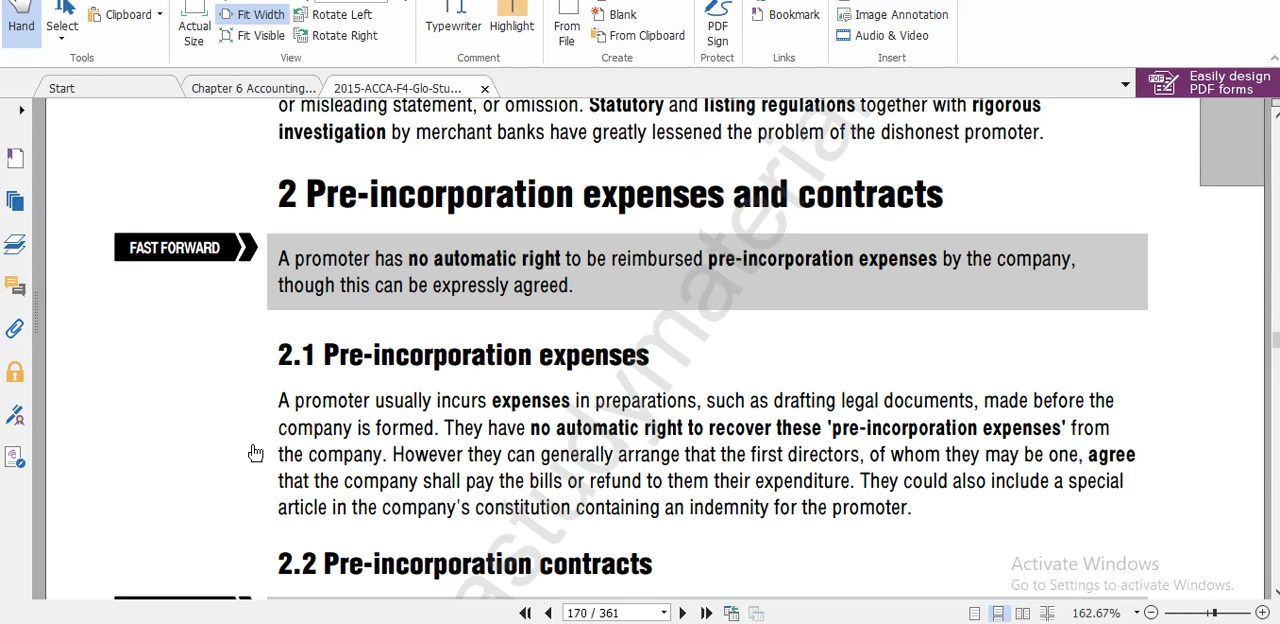 Hand
Select
Clipboard
Tools
Actual
Size
Fit Width
Fit Visible
Rotate Left
Rotate Right
View
Typewriter
Highlight
Comment
From
File
Blank
From Clipboard
Create
PDF
Sign
Protect
Bookmark
Links
Image Annotation
Audio & Video
Insert
Start
Chapter 6 Accounting...
2015-ACCA-F4-Glo-Stu...
Easily design
PDF forms
or misleading statement, or omission. Statutory and listing regulations together with rigorous
investigation by merchant banks have greatly lessened the problem of the dishonest promoter.
2 Pre-incorporation expenses and contracts
FAST FORWARD
A promoter has no automatic right to be reimbursed pre-incorporation expenses by the company,
though this can be expressly agreed.
2.1 Pre-incorporation expenses
A promoter usually incurs expenses in preparations, such as drafting legal documents, made before the
company is formed. They have no automatic right to recover these 'pre-incorporation expenses' from
the company. However they can generally arrange that the first directors, of whom they may be one, agree
that the company shall pay the bills or refund to them their expenditure. They could also include a special
article in the company's constitution containing an indemnity for the promoter.
2.2 Pre-incorporation contracts
astudymaterial
Activate Windows
Go to Settings to activate Windows.
170 / 361
162.67%